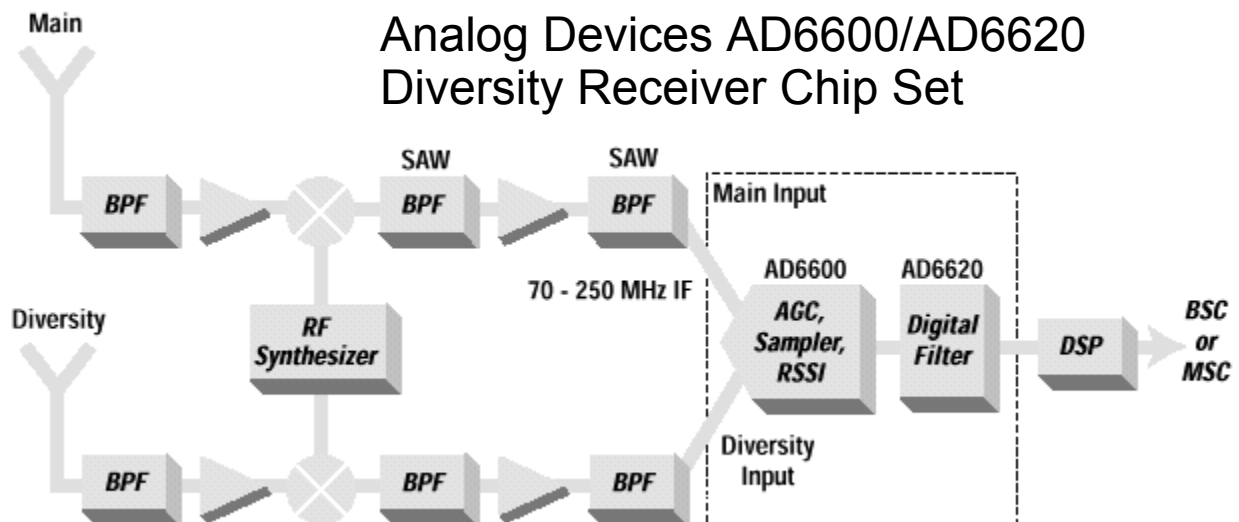 Main
Analog Devices AD6600/AD6620
Diversity Receiver Chip Set
SAW
SAW
BPF
BPF
BPF
Main Input
70 - 250 MHz IF
AD6600
AD6620
Diversity
RF
Synthesizer
AGC,
Sampler,
RSSI
Digital
Filter
DSP
BSC
or
MSC
Diversity
Input
BPF
BPF
BPF